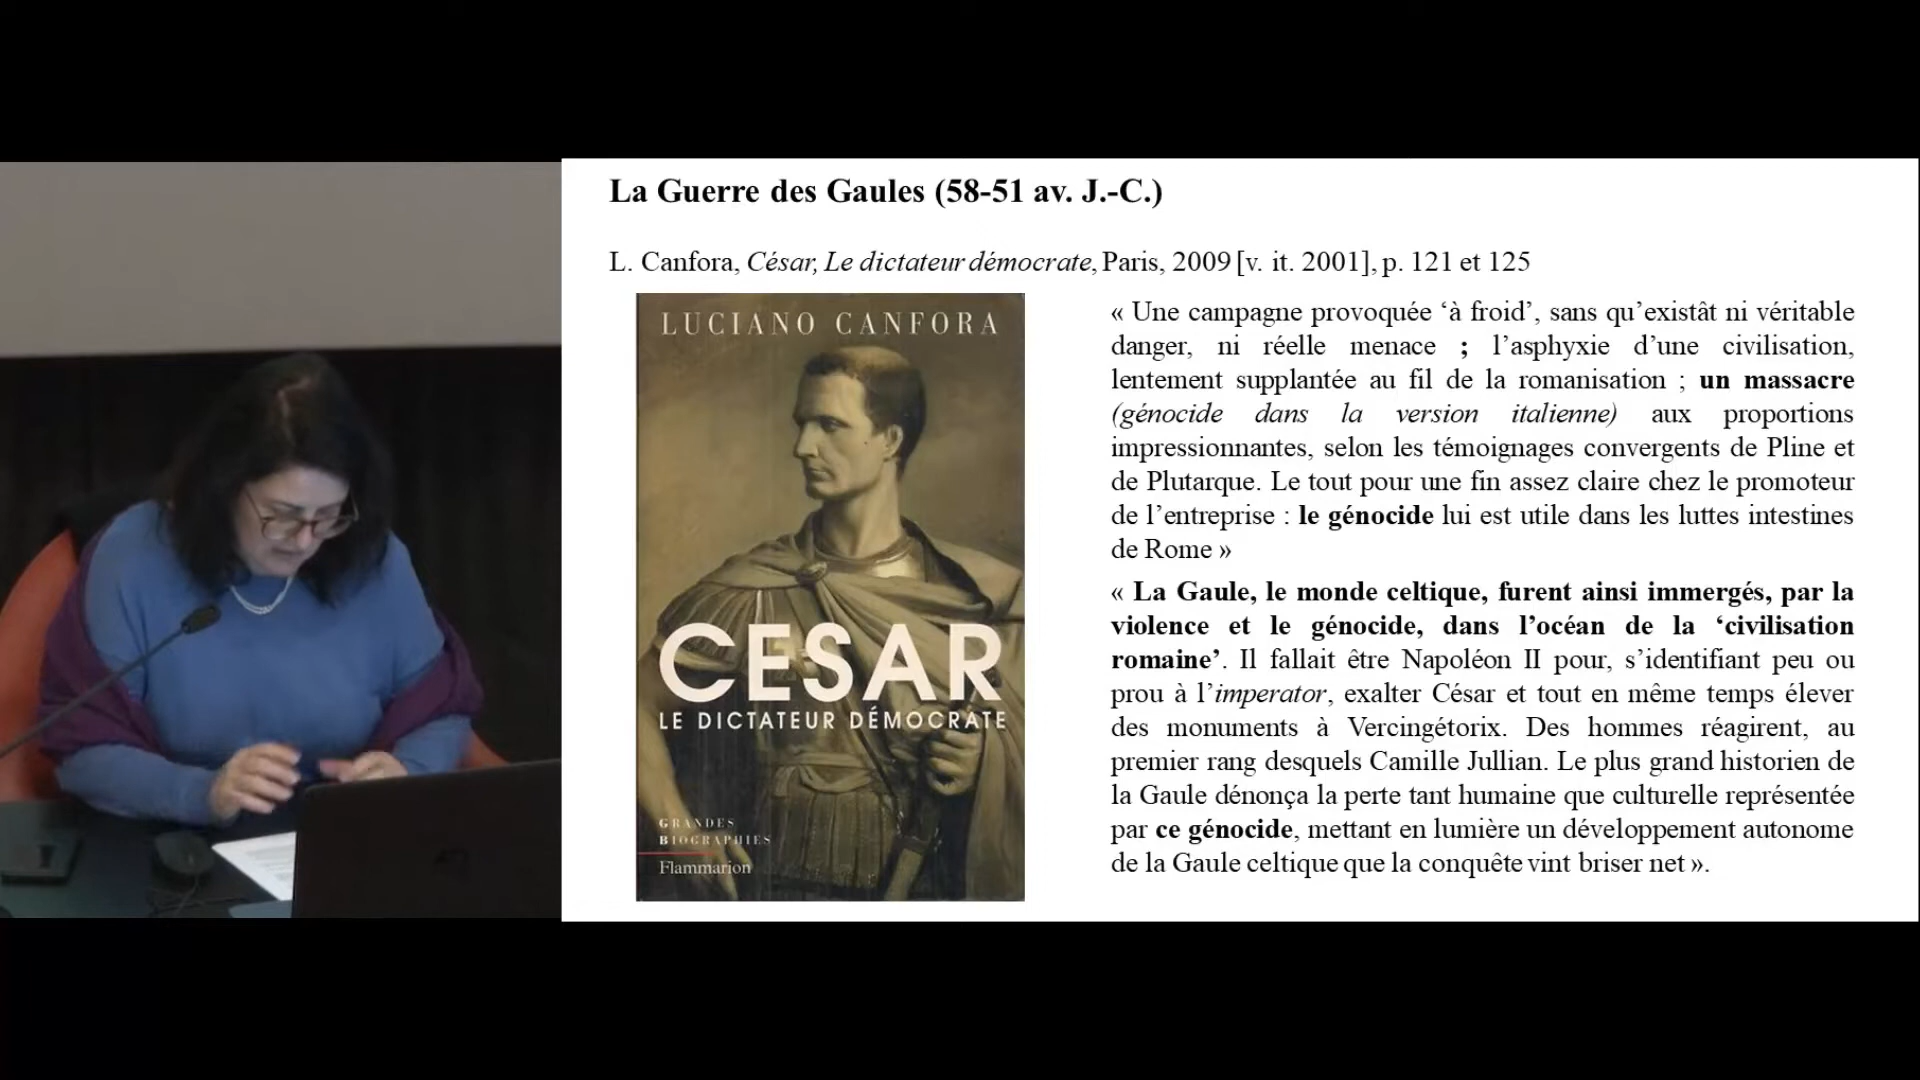 La Guerre des Gaules (58-51 av. J.-C.)
L. Canfora, César, Le dictateur démocrate, Paris, 2009 [v. it. 2001], p. 121 et 125
LUCIANO CANFORA
CESAR
LE DICTATEUR DÉMOCRATE
GRANDES
BIOGRAPHIES
Flammarion
« Une campagne provoquée ‘à froid’, sans qu’existât ni véritable
danger, ni réelle menace ; l’asphyxie d’une civilisation,
lentement supplantée au fil de la romanisation ; un massacre
(génocide dans la version italienne) aux proportions
impressionnantes, selon les témoignages convergents de Pline et
de Plutarque. Le tout pour une fin assez claire chez le promoteur
de l’entreprise : le génocide lui est utile dans les luttes intestines
de Rome »
« La Gaule, le monde celtique, furent ainsi immergés, par la
violence et le génocide, dans l’océan de la ‘civilisation
romaine’. Il fallait être Napoléon II pour, s’identifiant peu ou
prou à l’imperator, exalter César et tout en même temps élever
des monuments à Vercingétorix. Des hommes réagirent, au
premier rang desquels Camille Jullian. Le plus grand historien de
la Gaule dénonça la perte tant humaine que culturelle représentée
par ce génocide, mettant en lumière un développement autonome
de la Gaule celtique que la conquête vint briser net ».